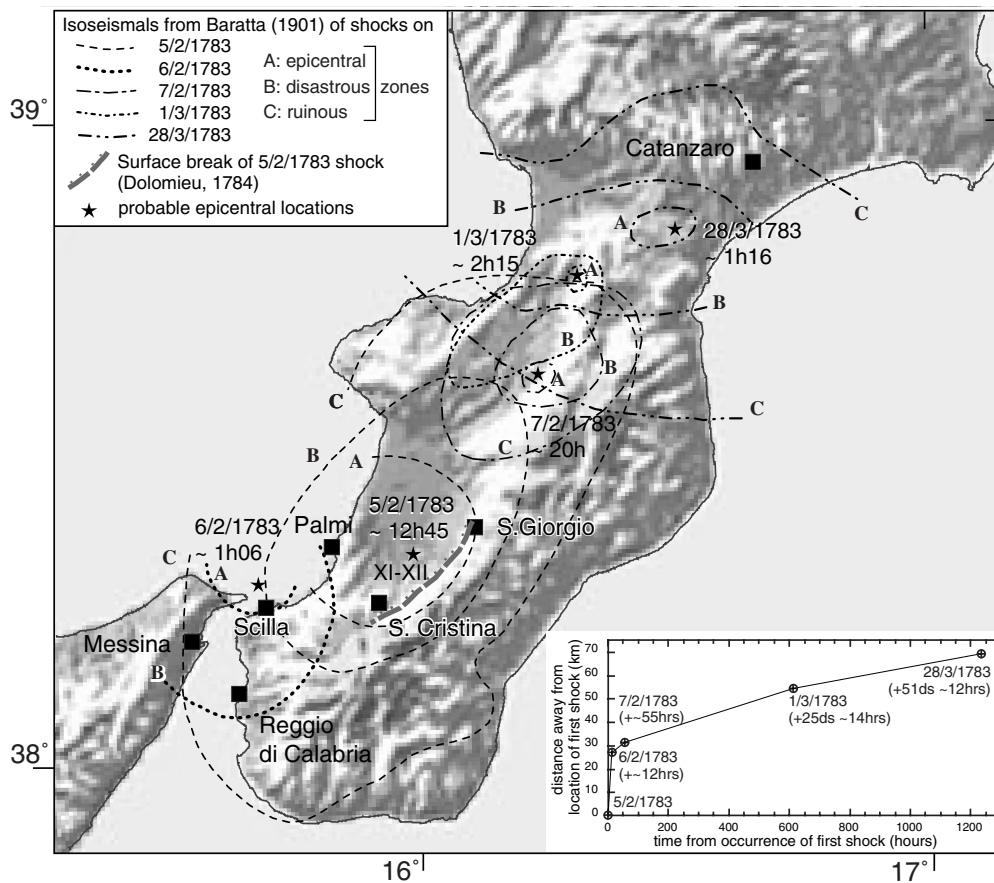 Isoseismals from Baratta (1901) of shocks on
5/2/1783
6/2/1783
7/2/1783
1/3/1783
28/3/1783
A: epicentral
B: disastrous
C: ruinous
zones
Surface break of 5/2/1783 shock
(Dolomieu, 1784)
probable epicentral locations
39°
38°
16°
17°
Catanzaro
C
B
A
28/3/1783
~ 1h16
1/3/1783
~ 2h15
A
B
B
B
A
C
C
7/2/1783
~ 20h
C
B
A
5/2/1783
~ 12h45
XI-XII
S.Giorgio
Palmi
6/2/1783
~ 1h06
C
A
Scilla
S. Cristina
Messina
B
Reggio
di Calabria
distance away from
location of first shock (km)
70
60
50
40
30
20
10
0
28/3/1783
(+51ds ~12hrs)
1/3/1783
(+25ds ~14hrs)
7/2/1783
(+~55hrs)
6/2/1783
(+~12hrs)
5/2/1783
0 200 400 600 800 1000 1200
time from occurrence of first shock (hours)